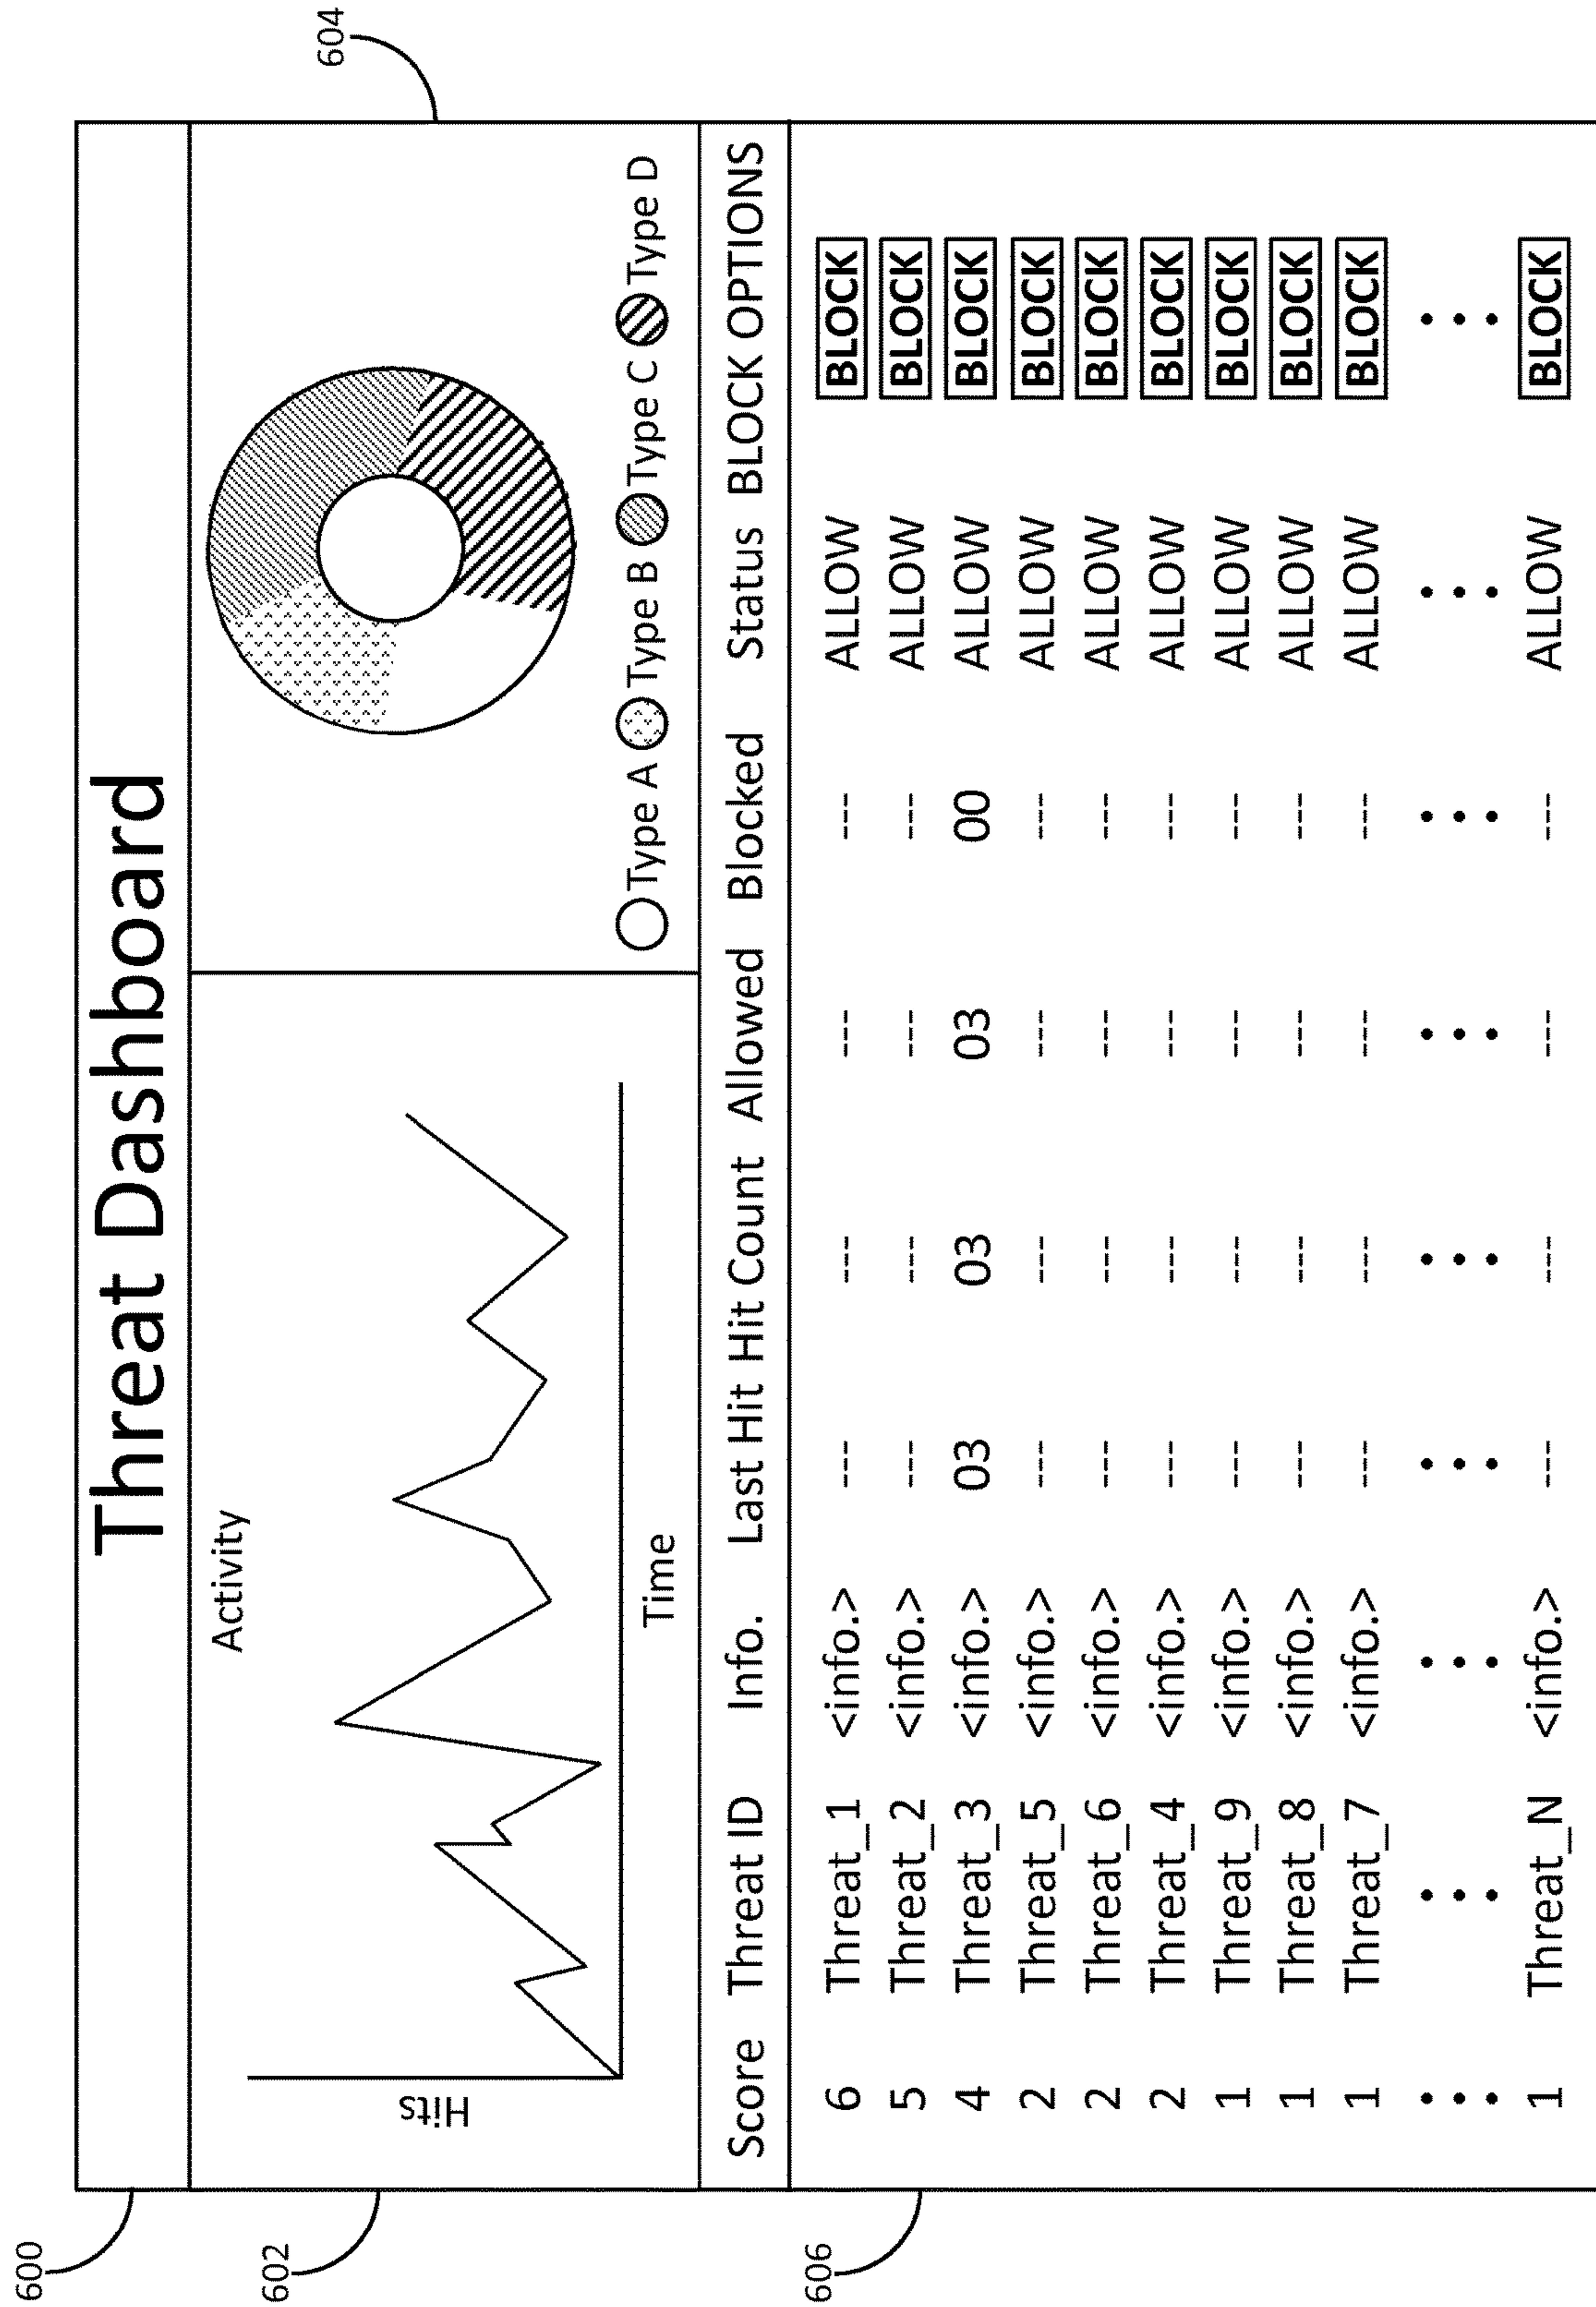 600
Threat Dashboard
602
Activity
Hits
Time
604
Type A Type B Type C Type D
606
Score Threat ID Info. Last Hit Hit Count Allowed Blocked Status BLOCK OPTIONS
6 Threat_1 <info.> --- --- --- --- ALLOW BLOCK
5 Threat_2 <info.> --- --- --- --- ALLOW BLOCK
4 Threat_3 <info.> 03 03 03 00 ALLOW BLOCK
2 Threat_5 <info.> --- --- --- --- ALLOW BLOCK
2 Threat_6 <info.> --- --- --- --- ALLOW BLOCK
2 Threat_4 <info.> --- --- --- --- ALLOW BLOCK
1 Threat_9 <info.> --- --- --- --- ALLOW BLOCK
1 Threat_8 <info.> --- --- --- --- ALLOW BLOCK
1 Threat_7 <info.> --- --- --- --- ALLOW BLOCK
1 Threat_N <info.> --- --- --- --- ALLOW BLOCK